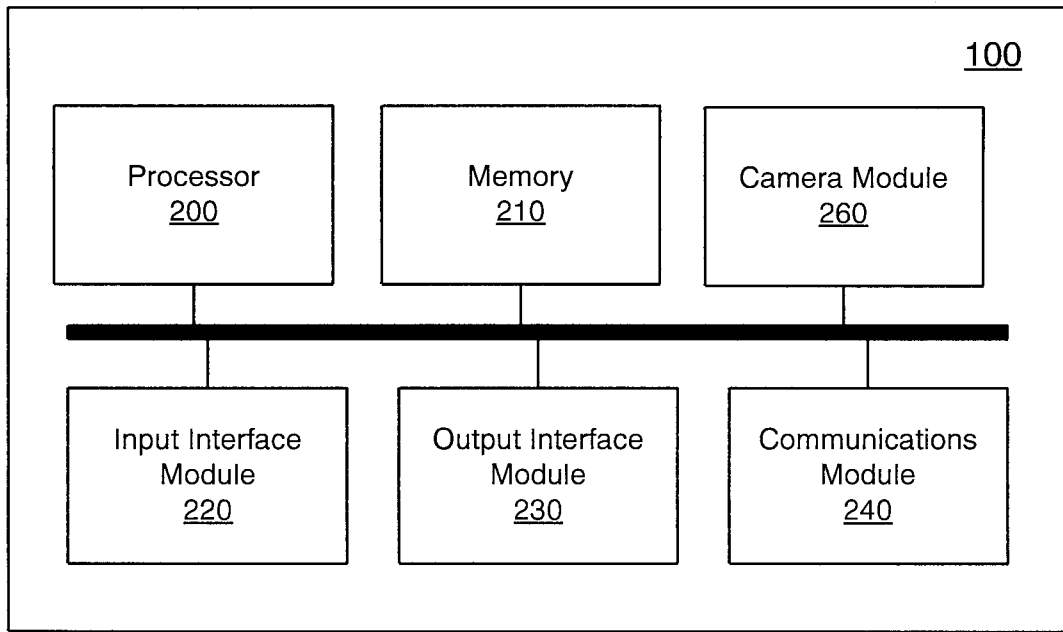 100
Processor
200
Memory
210
Camera Module
260
Input Interface
Module
220
Output Interface
Module
230
Communications
Module
240